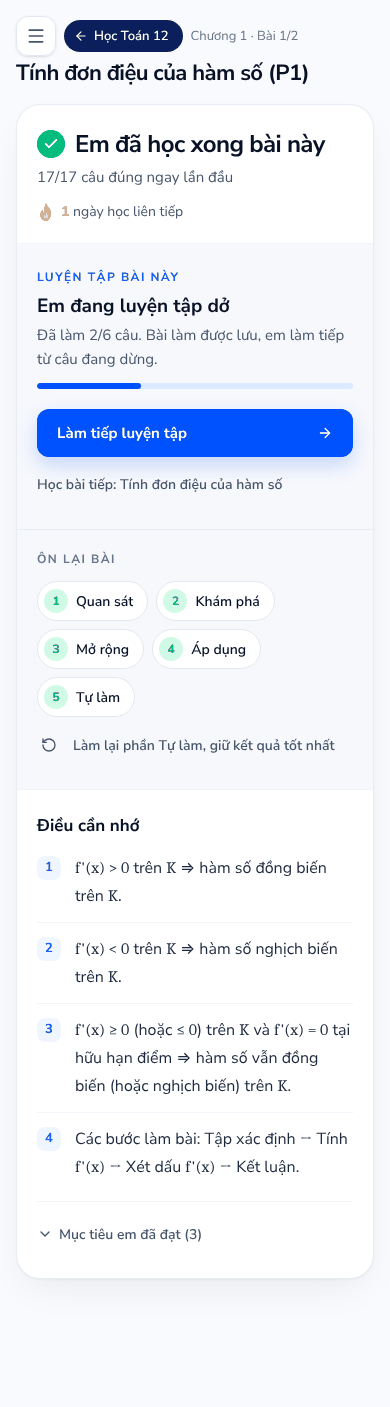 Học Toán 12
Chương 1 · Bài 1/2
Tính đơn điệu của hàm số (P1)
Em đã học xong bài này
17/17 câu đúng ngay lần đầu
1 ngày học liên tiếp
LUYỆN TẬP BÀI NÀY
Em đang luyện tập dở
Đã làm 2/6 câu. Bài làm được lưu, em làm tiếp
từ câu đang dừng.
Làm tiếp luyện tập
Học bài tiếp: Tính đơn điệu của hàm số
ÔN LẠI BÀI
1 Quan sát
2 Khám phá
3 Mở rộng
4 Áp dụng
5 Tự làm
Làm lại phần Tự làm, giữ kết quả tốt nhất
Điều cần nhớ
1 f'(x) > 0 trên K ⇒ hàm số đồng biến
trên K.
2 f'(x) < 0 trên K ⇒ hàm số nghịch biến
trên K.
3 f'(x) ≥ 0 (hoặc ≤ 0) trên K và f'(x) = 0 tại
hữu hạn điểm ⇒ hàm số vẫn đồng
biến (hoặc nghịch biến) trên K.
4 Các bước làm bài: Tập xác định → Tính
f'(x) → Xét dấu f'(x) → Kết luận.
Mục tiêu em đã đạt (3)